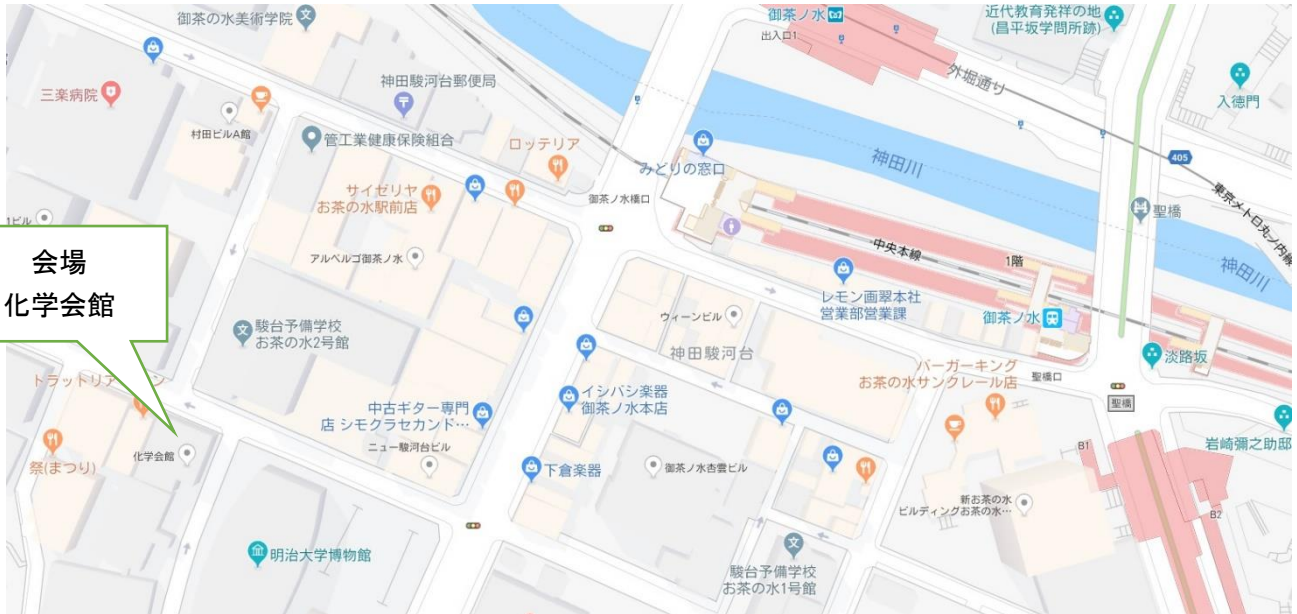 御茶の水美術学院
御茶ノ水
出入口1
近代教育発祥の地
(昌平坂学問所跡)
外堀通り
入徳門
三楽病院
神田駿河台郵便局
村田ビルA館
管工業健康保険組合
ロッテリア
みどりの窓口
神田川
405
東京メトロ丸ノ内線
サイゼリヤ
お茶の水駅前店
御茶ノ水橋口
聖橋
1ビル
アルベルゴ御茶ノ水
中央本線
1階
神田川
会場
化学会館
レモン画翠本社
営業部営業課
ウィーンビル
御茶ノ水
駿台予備学校
お茶の水2号館
神田駿河台
淡路坂
バーガーキング
お茶の水サンクレール店
聖橋口
トラットリア
ン
イシバシ楽器
御茶ノ水本店
聖橋
中古ギター専門
店 シモクラセカンド…
岩崎彌之助邸
祭(まつり)
化学会館
ニュー駿河台ビル
下倉楽器
御茶ノ水杏雲ビル
B1
新お茶の水
ビルディングお茶の水…
B2
明治大学博物館
駿台予備学校
お茶の水1号館